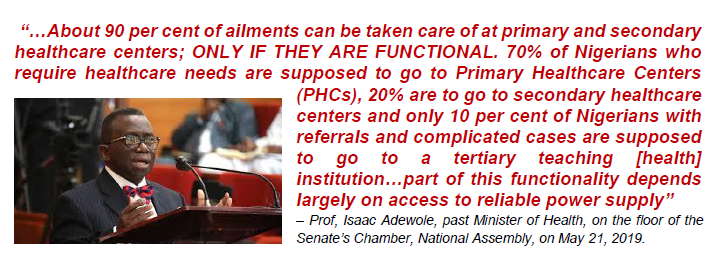 “…About 90 per cent of ailments can be taken care of at primary and secondary
healthcare centers; ONLY IF THEY ARE FUNCTIONAL. 70% of Nigerians who
require healthcare needs are supposed to go to Primary Healthcare Centers
(PHCs), 20% are to go to secondary healthcare
centers and only 10 per cent of Nigerians with
referrals and complicated cases are supposed
to go to a tertiary teaching [health]
institution…part of this functionality depends
largely on access to reliable power supply”
– Prof, Isaac Adewole, past Minister of Health, on the floor of the
Senate’s Chamber, National Assembly, on May 21, 2019.